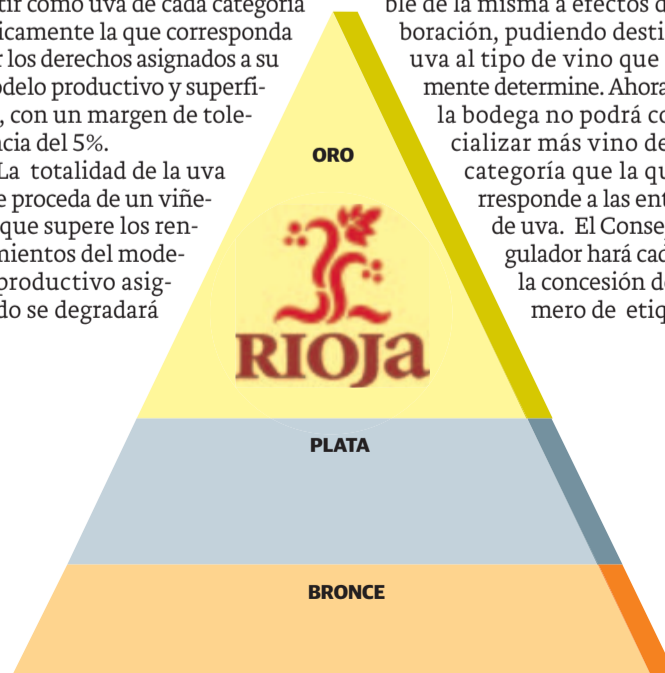 tir como uva de cada categoría
icamente la que corresponda
r los derechos asignados a su
delo productivo y superfi-
, con un margen de tole-
cia del 5%.
La totalidad de la uva
e proceda de un viñe-
que supere los ren-
mientos del mode-
productivo asig-
do se degradará
ble de la misma a efectos d
boración, pudiendo desti
uva al tipo de vino que
mente determine. Ahora
la bodega no podrá co
cializar más vino de
categoría que la qu
rresponde a las ent
de uva. El Conse
gulador hará cad
la concesión d
mero de etiq
ORO
RIOJa
PLATA
BRONCE